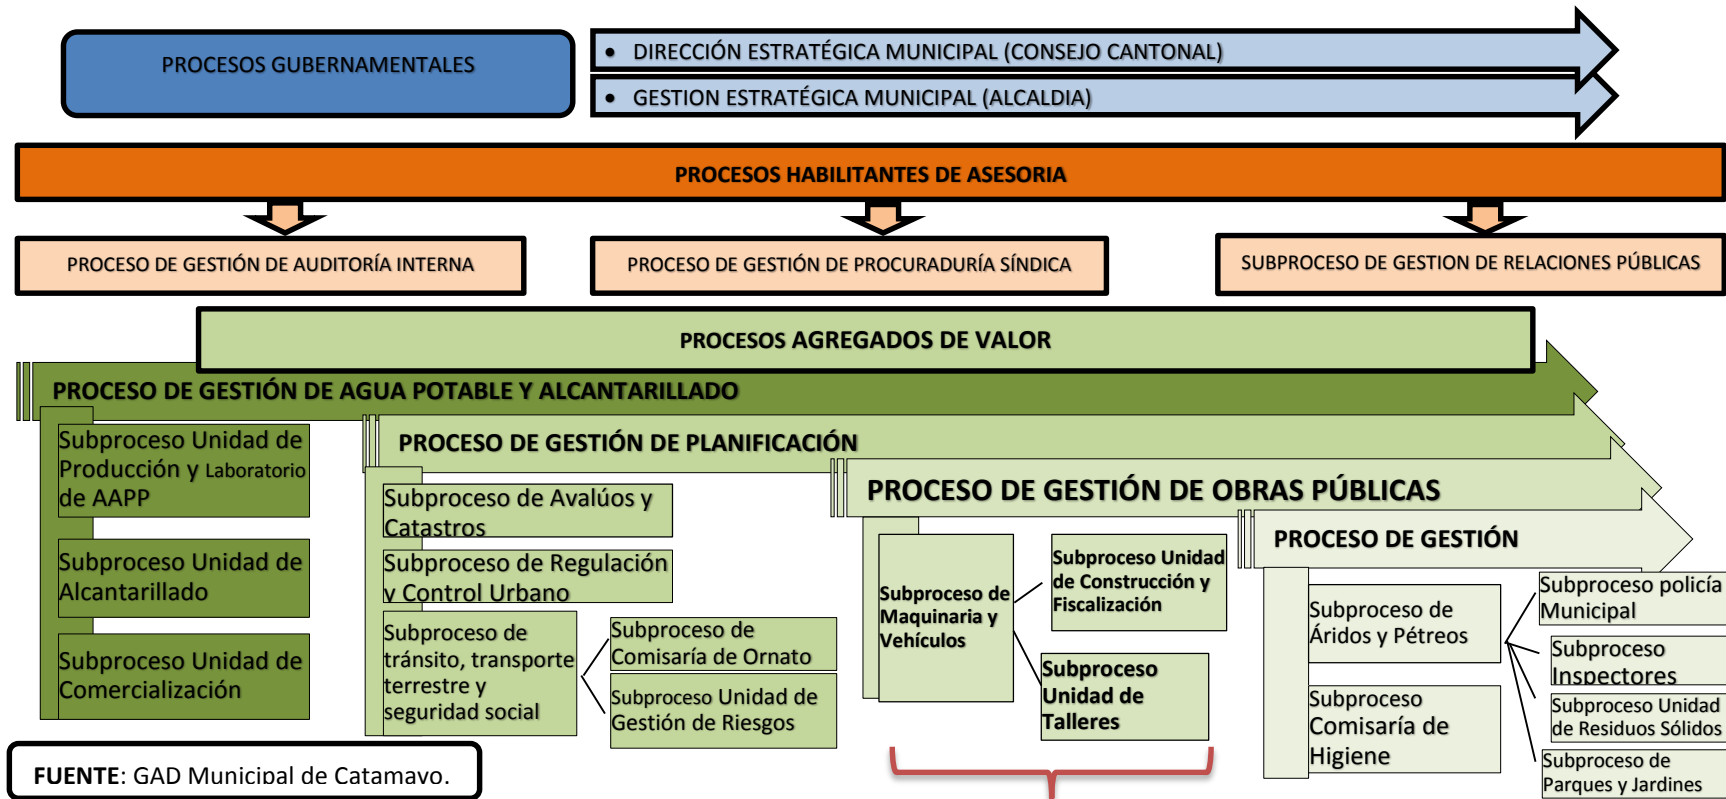 PROCESOS GUBERNAMENTALES
• DIRECCIÓN ESTRATÉGICA MUNICIPAL (CONSEJO CANTONAL)
• GESTION ESTRATÉGICA MUNICIPAL (ALCALDIA)
PROCESOS HABILITANTES DE ASESORIA
PROCESO DE GESTIÓN DE AUDITORÍA INTERNA
PROCESO DE GESTIÓN DE PROCURADURÍA SÍNDICA
SUBPROCESO DE GESTION DE RELACIONES PÚBLICAS
PROCESOS AGREGADOS DE VALOR
PROCESO DE GESTIÓN DE AGUA POTABLE Y ALCANTARILLADO
Subproceso Unidad de
Producción y Laboratorio
de AAPP
Subproceso Unidad de
Alcantarillado
Subproceso Unidad de
Comercialización
PROCESO DE GESTIÓN DE PLANIFICACIÓN
Subproceso de Avalúos y
Catastros
Subproceso de Regulación
y Control Urbano
Subproceso de
tránsito, transporte
terrestre y
seguridad social
Subproceso de
Comisaría de Ornato
Subproceso Unidad de
Gestión de Riesgos
PROCESO DE GESTIÓN DE OBRAS PÚBLICAS
Subproceso de
Maquinaria y
Vehículos
Subproceso Unidad
de Construcción y
Fiscalización
Subproceso
Unidad de
Talleres
PROCESO DE GESTIÓN
Subproceso de
Áridos y Pétreos
Subproceso
Comisaría de
Higiene
Subproceso policía
Municipal
Subproceso
Inspectores
Subproceso Unidad
de Residuos Sólidos
Subproceso de
Parques y Jardines
FUENTE: GAD Municipal de Catamayo.